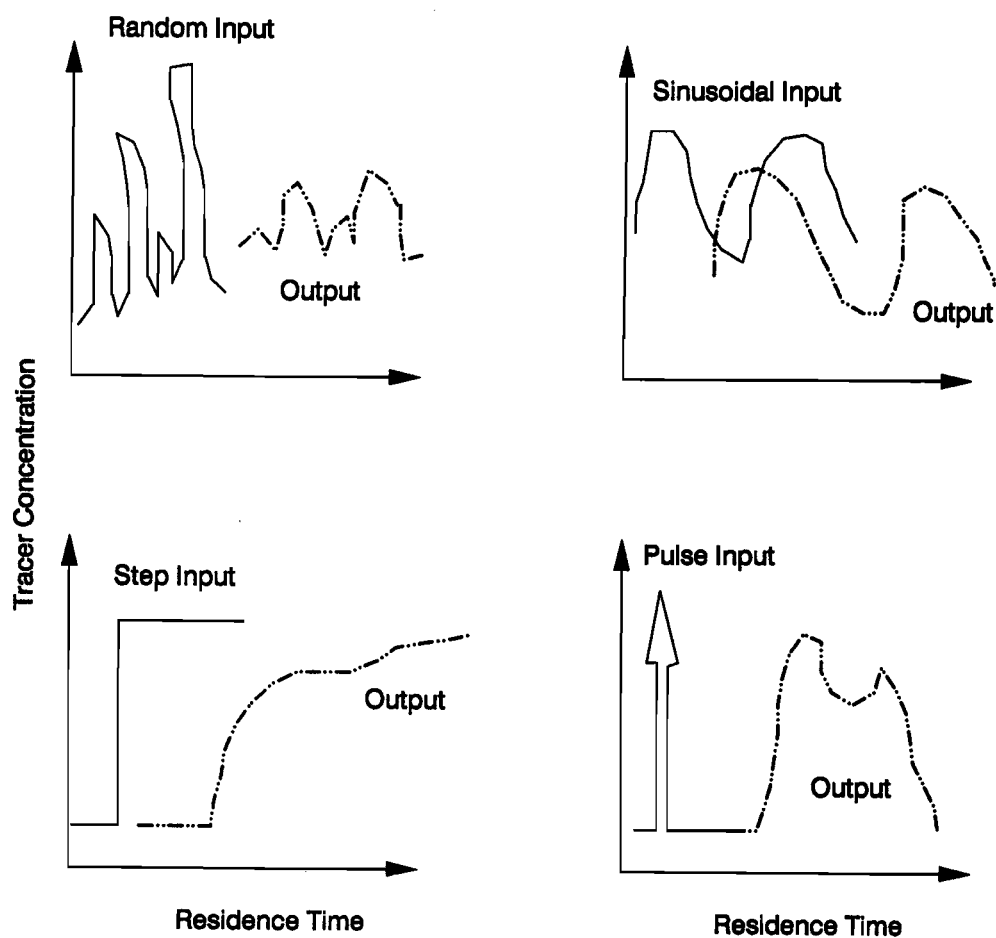 Random Input
Output
Sinusoidal Input
Output
Tracer Concentration
Step Input
Output
Pulse Input
Output
Residence Time
Residence Time